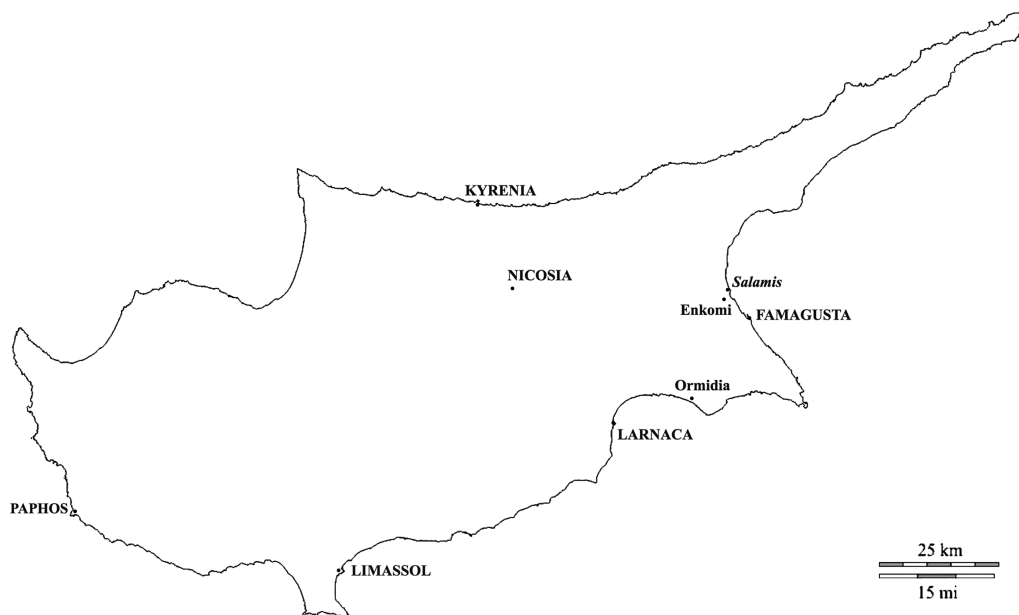 KYRENIA
NICOSIA
Salamis
Enkomi
FAMAGUSTA
Ormidia
LARNACA
PAPHOS
LIMASSOL
25 km
15 mi